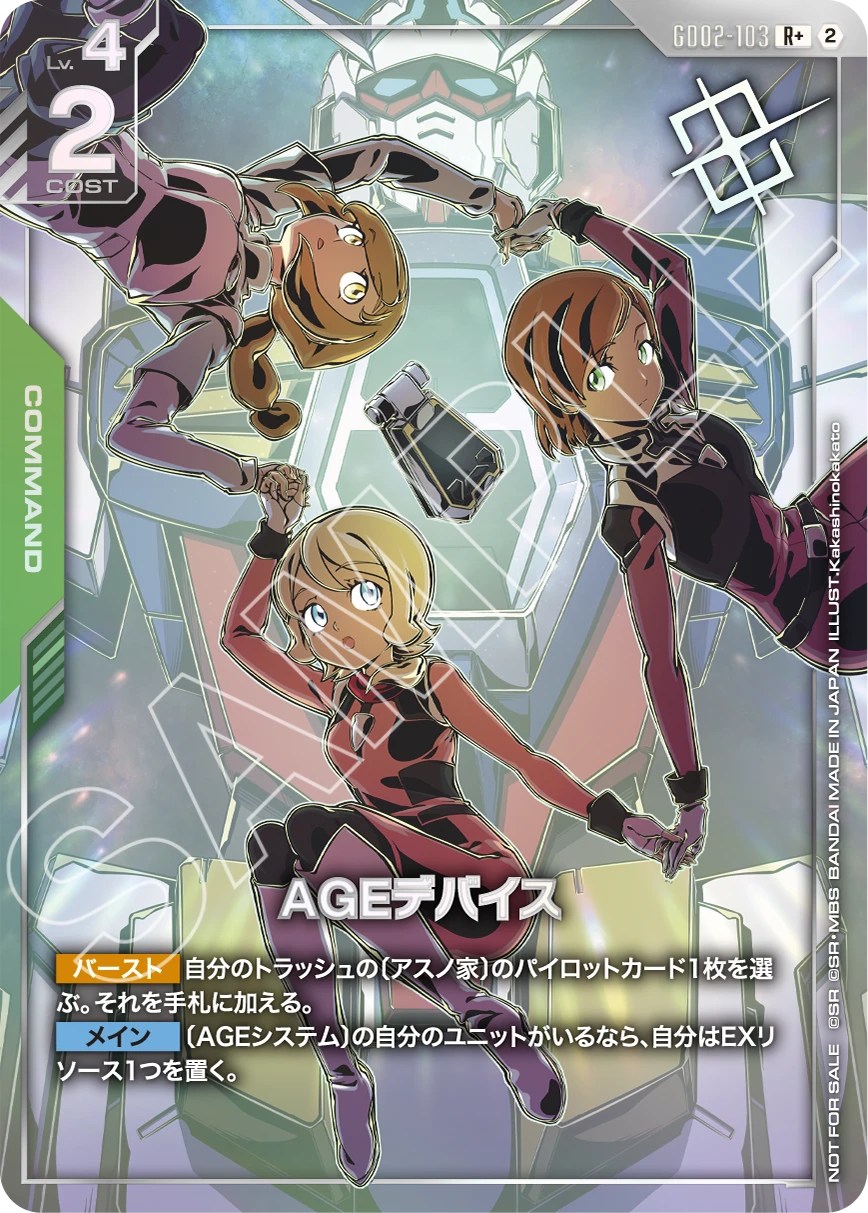 Lv. 4
2
COST
GD02-103 R+ 2
COMMAND
SAMPLE
AGEデバイス
バースト 自分のトラッシュの〔アスノ家〕のパイロットカード1枚を選
ぶ。それを手札に加える。
メイン 〔AGEシステム〕の自分のユニットがいるなら、自分はEXリ
ソース1つを置く。
NOT FOR SALE ©SR ©SR・MBS BANDAI MADE IN JAPAN ILLUST.Kakashinokakato